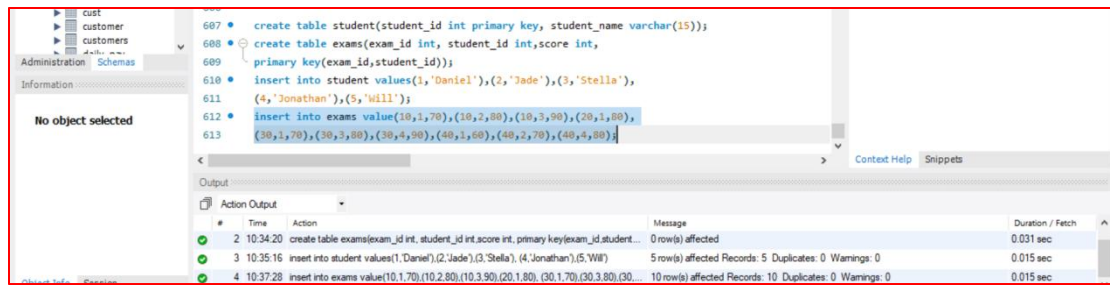 cust
customer
customers
Administration Schemas
Information
No object selected
607 create table student(student_id int primary key, student_name varchar(15));
608 create table exams(exam_id int, student_id int,score int,
609 primary key(exam_id,student_id));
610 insert into student values(1,'Daniel'),(2,'Jade'),(3,'Stella'),
611 (4,'Jonathan'),(5,'Will');
612 insert into exams value(10,1,70),(10,2,80),(10,3,90),(20,1,80),
613 (30,1,70),(30,3,80),(30,4,90),(40,1,60),(40,2,70),(40,4,80);
Context Help Snippets
Output
Action Output
# Time Action Message Duration / Fetch
2 10:34:20 create table exams(exam_id int, student_id int,score int, primary key(exam_id,student... 0 row(s) affected 0.031 sec
3 10:35:16 insert into student values(1,'Daniel'),(2,'Jade'),(3,'Stella'), (4,'Jonathan'),(5,'Will') 5 row(s) affected Records: 5 Duplicates: 0 Warnings: 0 0.015 sec
4 10:37:28 insert into exams value(10,1,70),(10,2,80),(10,3,90),(20,1,80), (30,1,70),(30,3,80),(30,... 10 row(s) affected Records: 10 Duplicates: 0 Warnings: 0 0.015 sec
Object Info Session